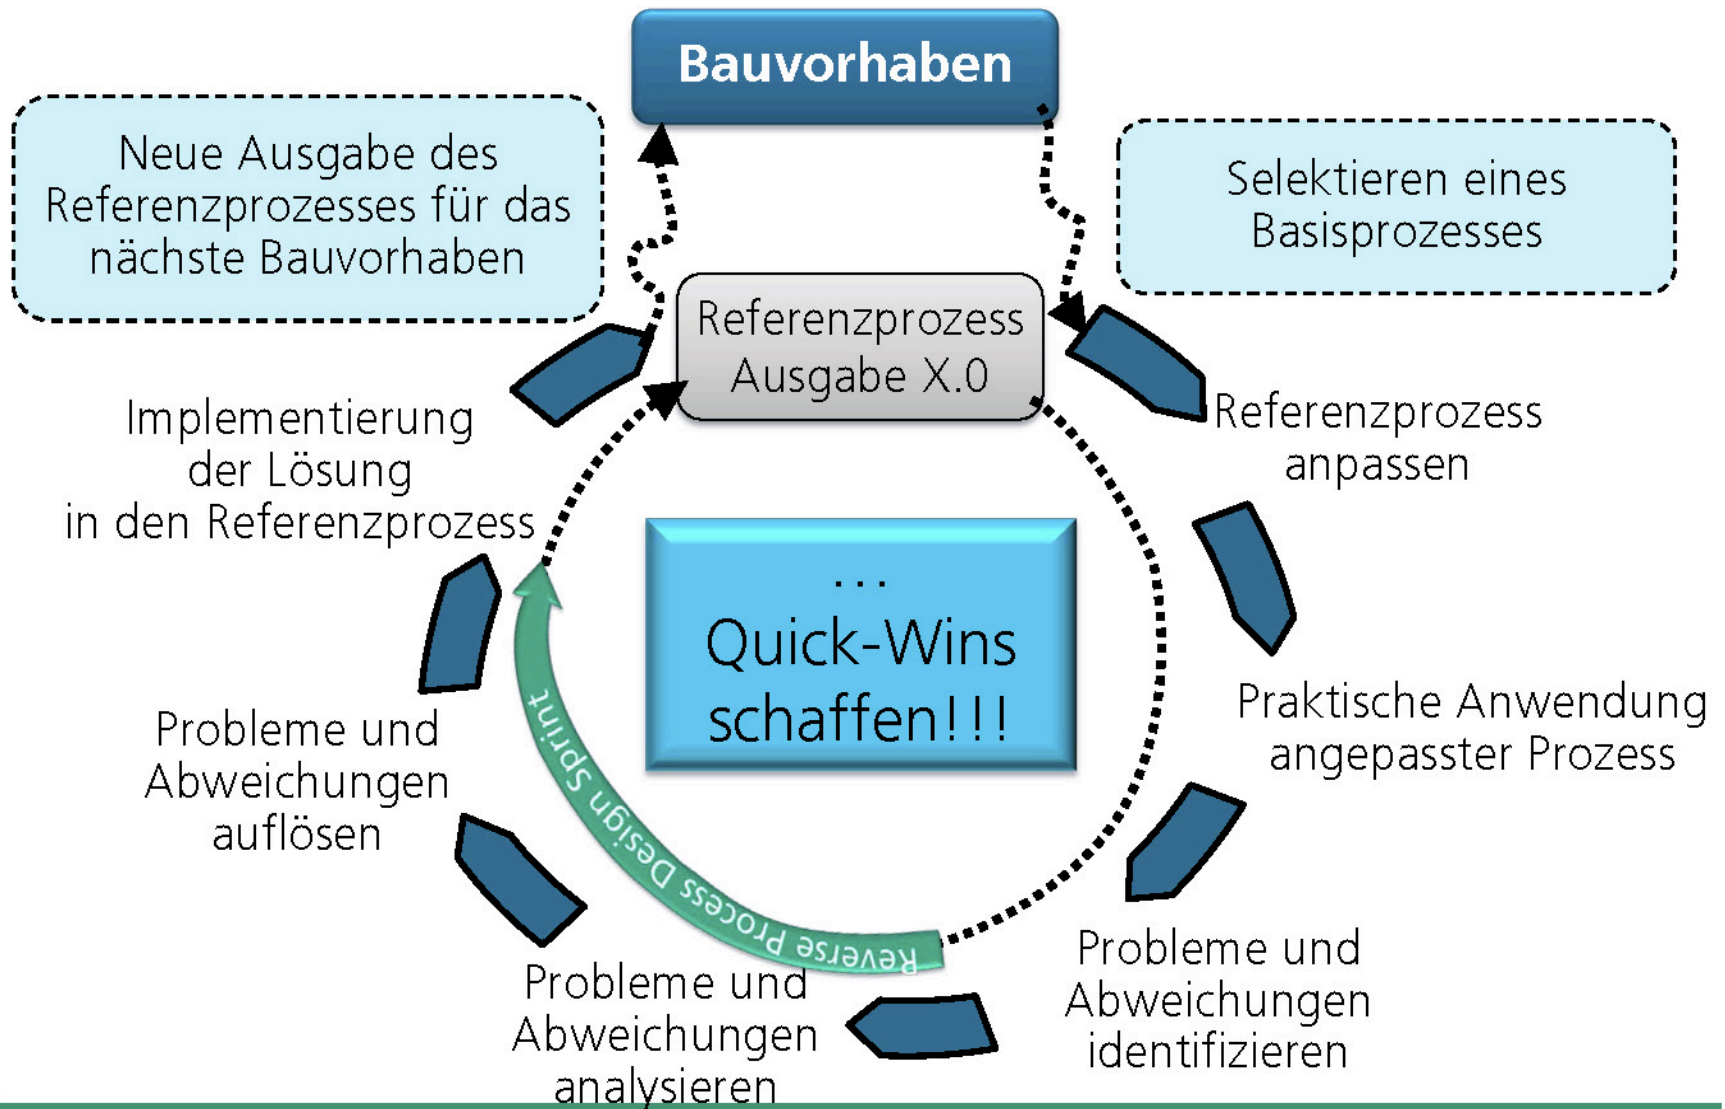 Bauvorhaben
Neue Ausgabe des
Referenzprozesses für das
nächste Bauvorhaben
Selektieren eines
Basisprozesses
Referenzprozess
Ausgabe X.0
Referenzprozess
anpassen
Implementierung
der Lösung
in den Referenzprozess
...
Quick-Wins
schaffen!!!
Praktische Anwendung
angepasster Prozess
Probleme und
Abweichungen
auflösen
Reverse Process Design Sprint
Probleme und
Abweichungen
identifizieren
Probleme und
Abweichungen
analysieren